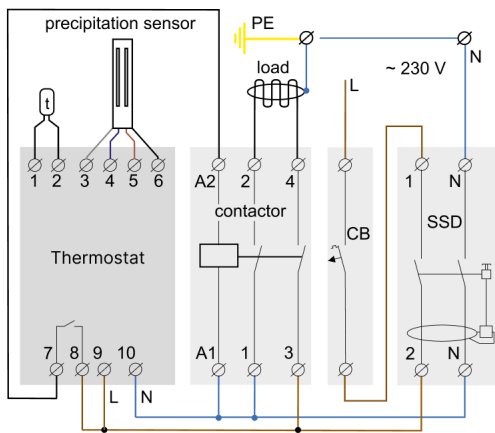 precipitation sensor
PE
N
load
~ 230 V
L
t
1 2 3 4 5 6
A2 2 4
1 N
contactor
CB
SSD
Thermostat
7 8 9 10
A1 1 3
2 N
L N